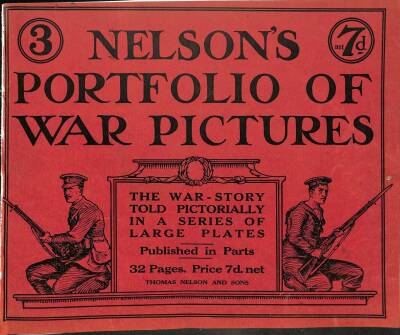 3
NELSON'S
net 7d
PORTFOLIO OF
WAR PICTURES
THE WAR-STORY
TOLD PICTORIALLY
IN A SERIES OF
LARGE PLATES
Published in Parts
32 Pages. Price 7d. net
THOMAS NELSON AND SONS